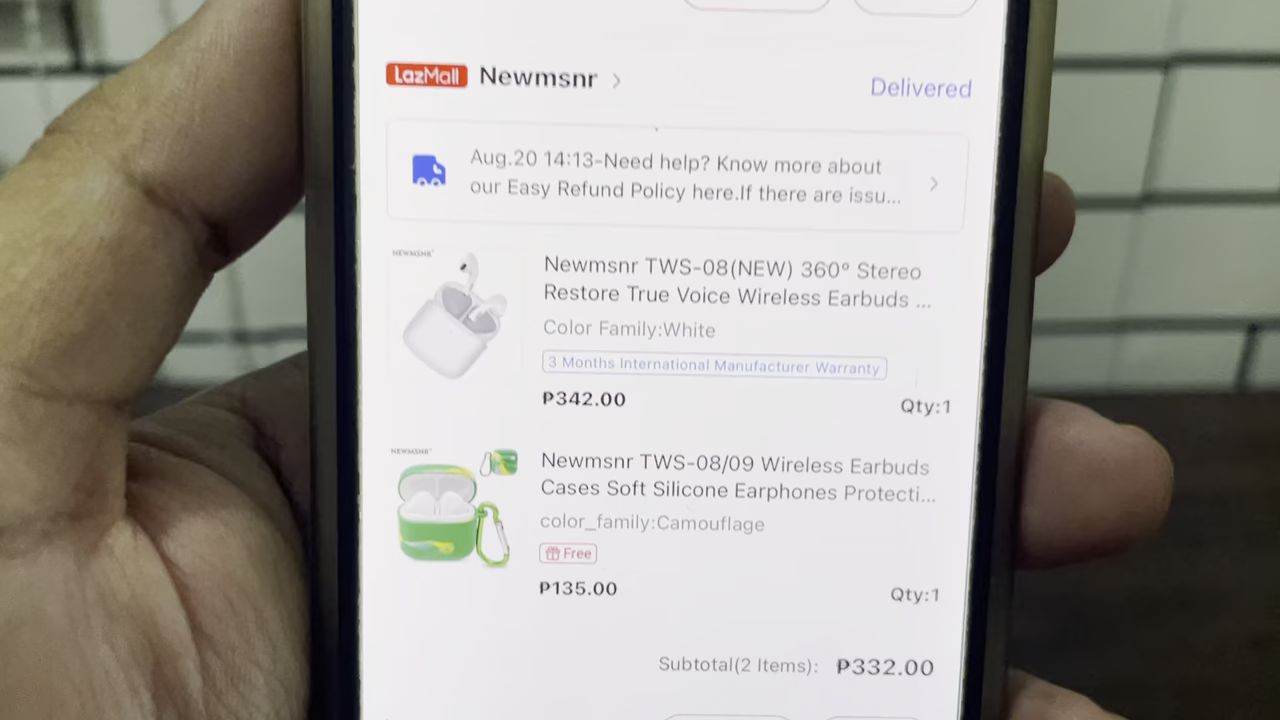 LazMall Newmsnr
Delivered
Aug.20 14:13-Need help? Know more about
our Easy Refund Policy here.If there are issu...
NEWMSNR
Newmsnr TWS-08(NEW) 360° Stereo
Restore True Voice Wireless Earbuds ...
Color Family:White
3 Months International Manufacturer Warranty
₱342.00
Qty:1
NEWMSNR
Newmsnr TWS-08/09 Wireless Earbuds
Cases Soft Silicone Earphones Protecti...
color_family:Camouflage
Free
₱135.00
Qty:1
Subtotal(2 Items): ₱332.00